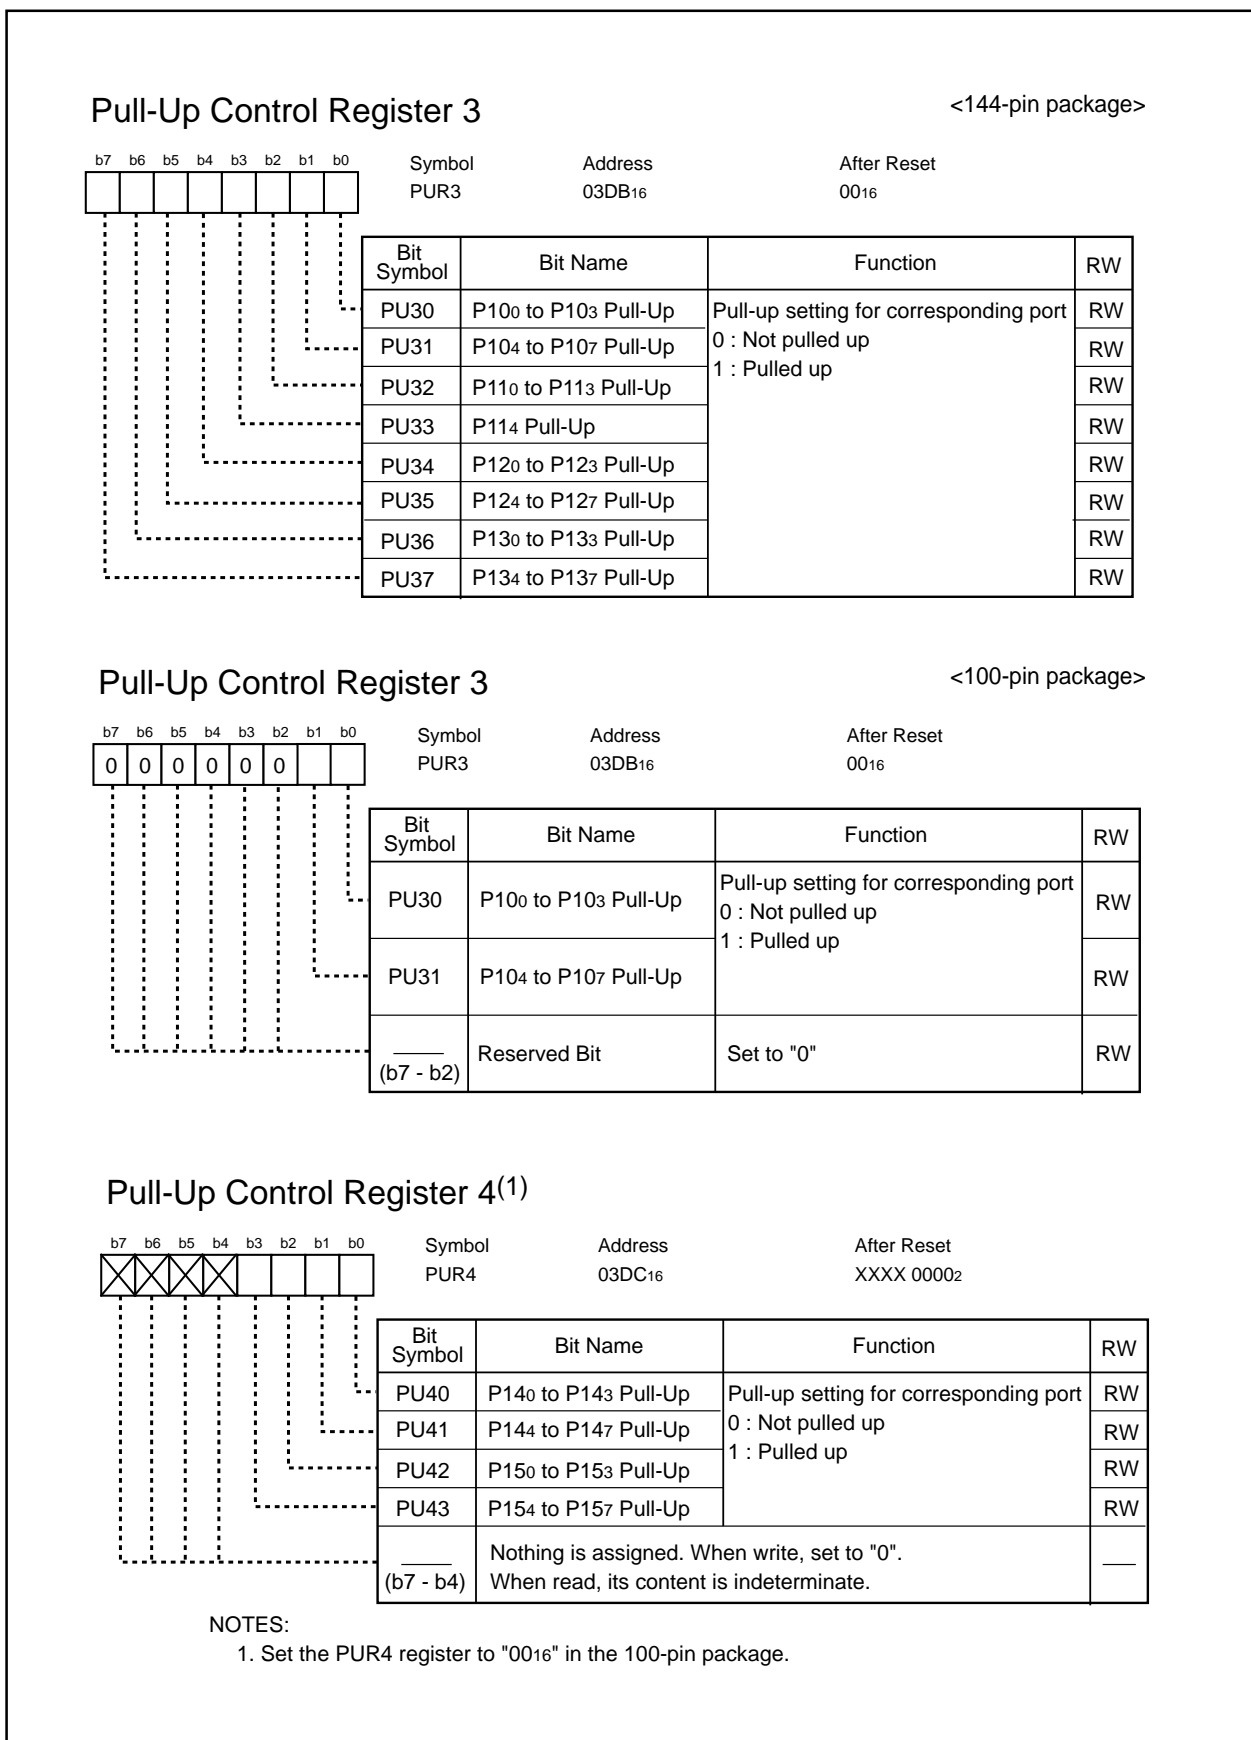 Pull-Up Control Register 3 <144-pin package>
b7 b6 b5 b4 b3 b2 b1 b0 Symbol Address After Reset
PUR3 03DB16 0016
Bit Symbol Bit Name Function RW
PU30 P100 to P103 Pull-Up Pull-up setting for corresponding port RW
PU31 P104 to P107 Pull-Up 0 : Not pulled up RW
PU32 P110 to P113 Pull-Up 1 : Pulled up RW
PU33 P114 Pull-Up RW
PU34 P120 to P123 Pull-Up RW
PU35 P124 to P127 Pull-Up RW
PU36 P130 to P133 Pull-Up RW
PU37 P134 to P137 Pull-Up RW
Pull-Up Control Register 3 <100-pin package>
b7 b6 b5 b4 b3 b2 b1 b0 Symbol Address After Reset
0 0 0 0 0 0 PUR3 03DB16 0016
Bit Symbol Bit Name Function RW
PU30 P100 to P103 Pull-Up Pull-up setting for corresponding port RW
0 : Not pulled up
1 : Pulled up
PU31 P104 to P107 Pull-Up RW
(b7 - b2) Reserved Bit Set to "0" RW
Pull-Up Control Register 4(1)
b7 b6 b5 b4 b3 b2 b1 b0 Symbol Address After Reset
PUR4 03DC16 XXXX 00002
Bit Symbol Bit Name Function RW
PU40 P140 to P143 Pull-Up Pull-up setting for corresponding port RW
PU41 P144 to P147 Pull-Up 0 : Not pulled up RW
PU42 P150 to P153 Pull-Up 1 : Pulled up RW
PU43 P154 to P157 Pull-Up RW
Nothing is assigned. When write, set to "0".
(b7 - b4) When read, its content is indeterminate.
NOTES:
1. Set the PUR4 register to "0016" in the 100-pin package.